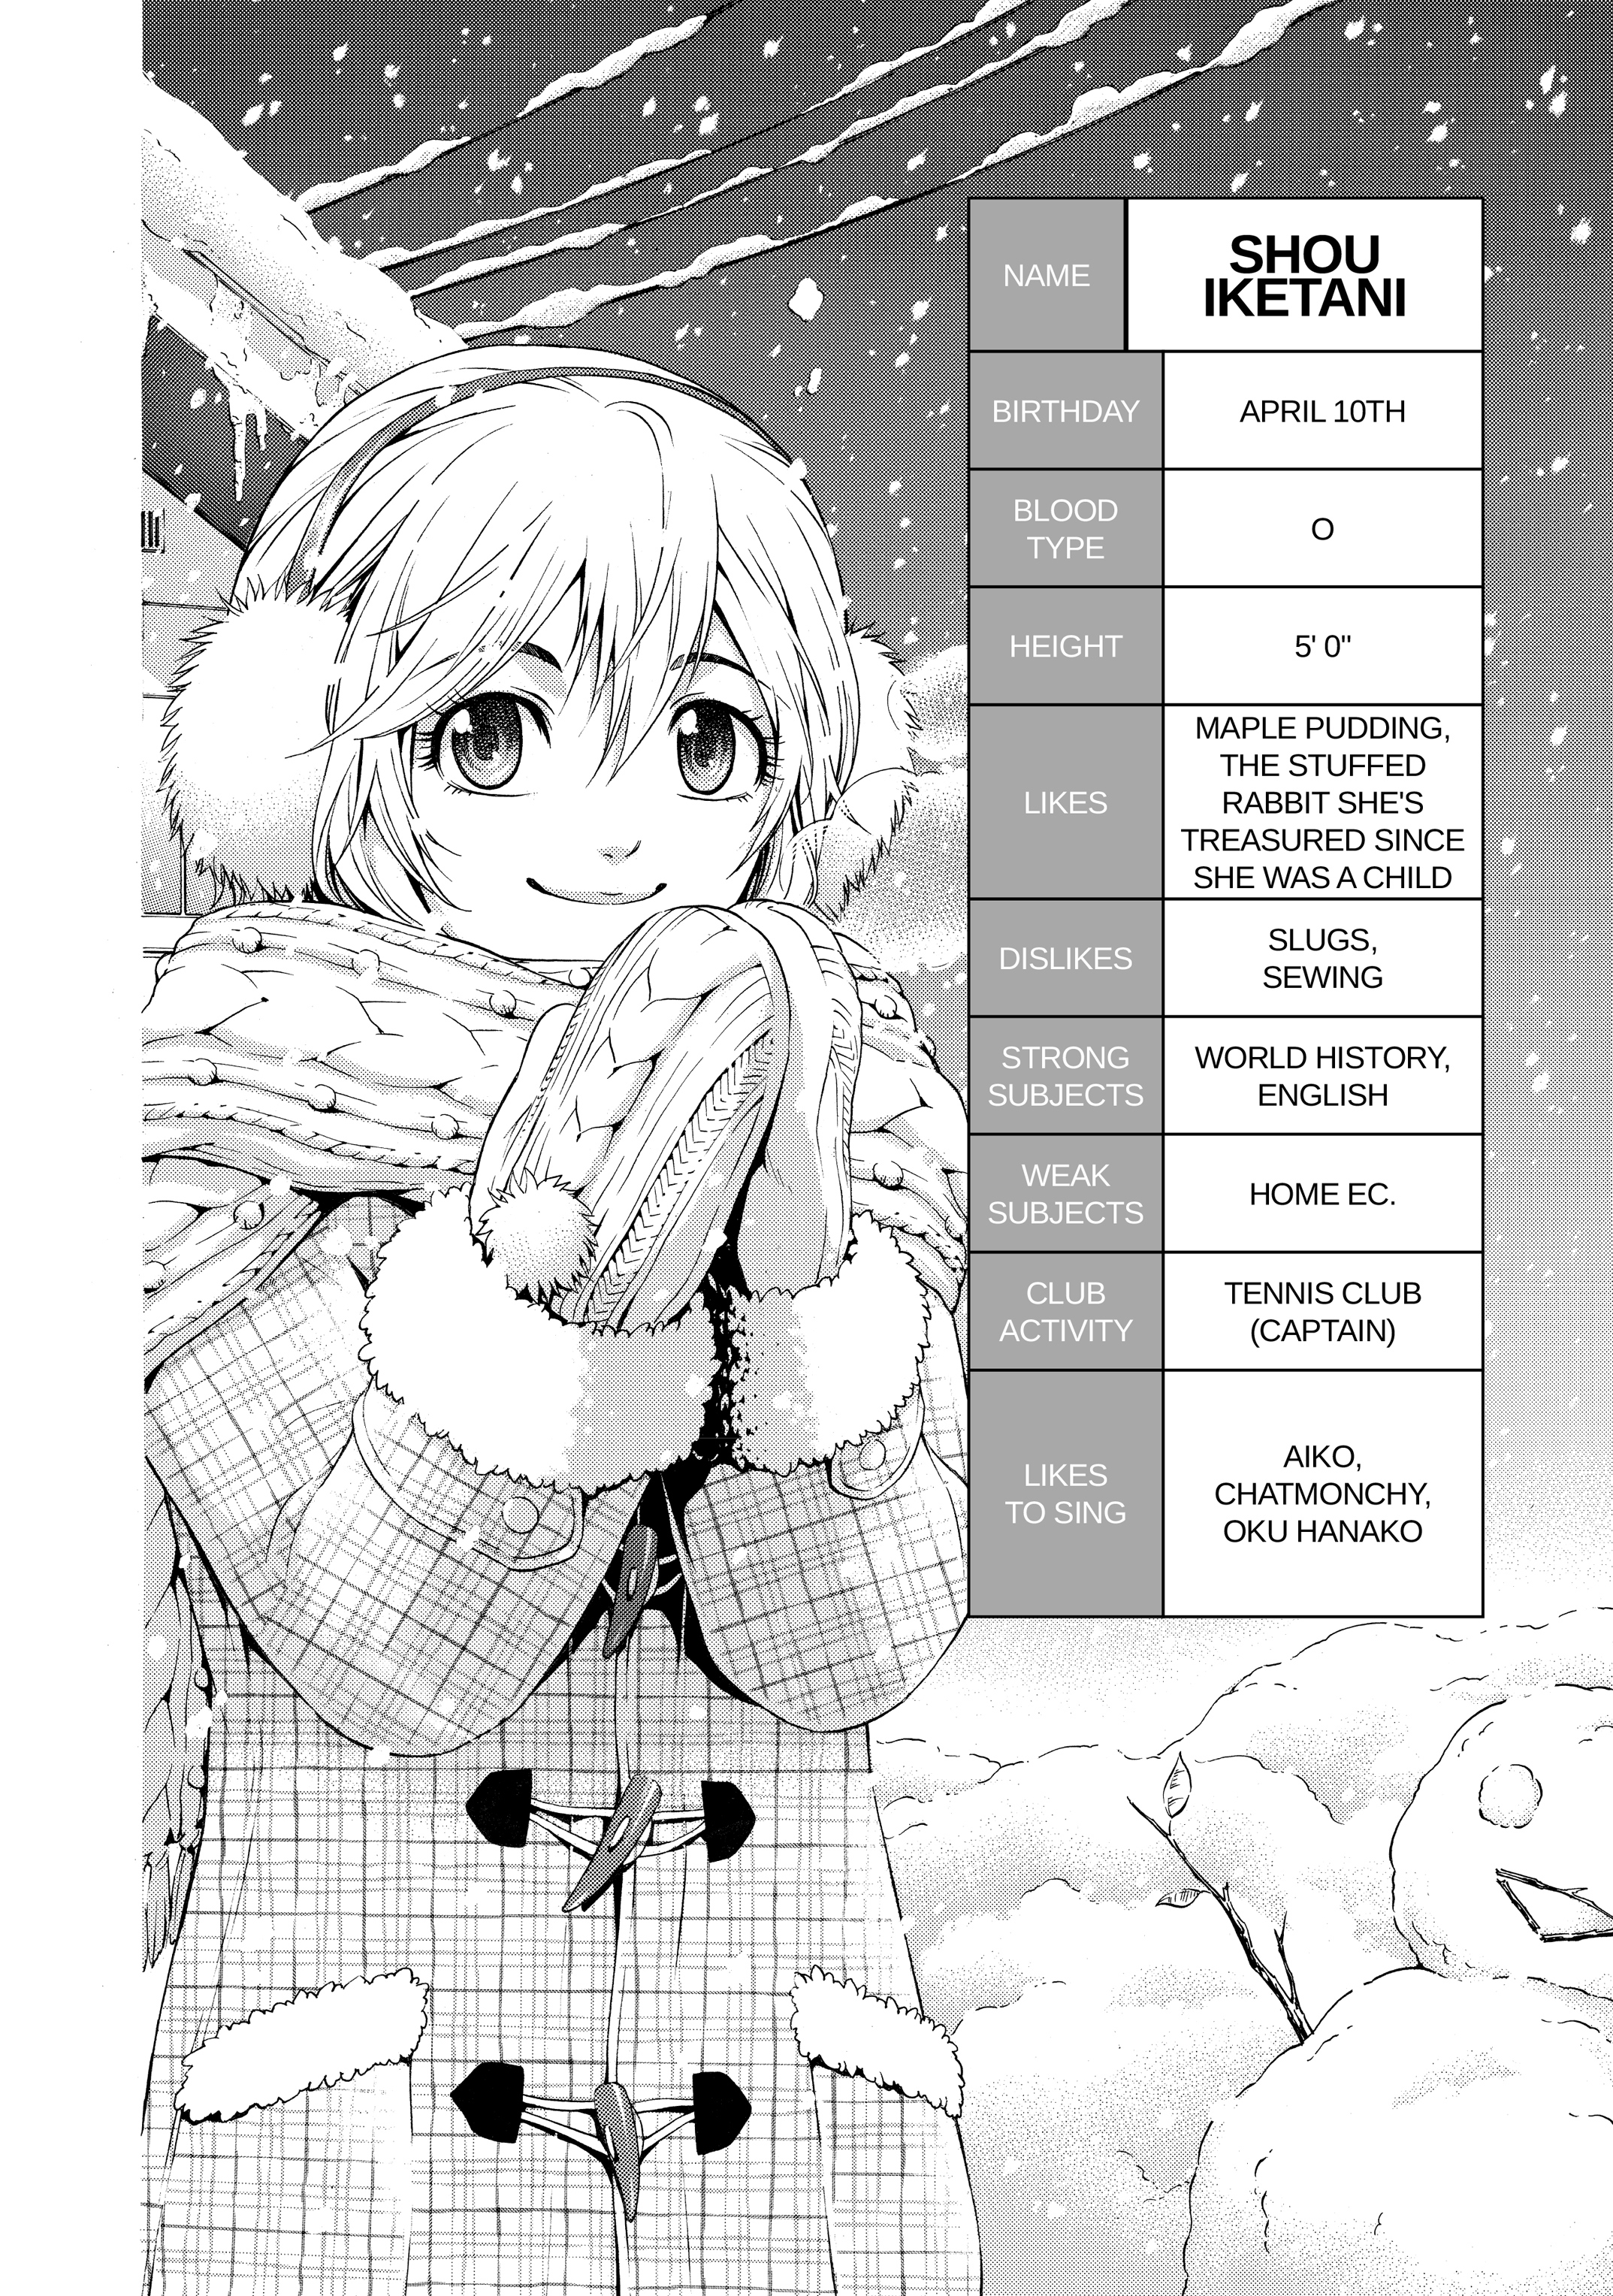 NAME
SHOU
IKETANI
BIRTHDAY
APRIL 10TH
BLOOD
TYPE
O
HEIGHT
5' 0"
LIKES
MAPLE PUDDING,
THE STUFFED
RABBIT SHE'S
TREASURED SINCE
SHE WAS A CHILD
DISLIKES
SLUGS,
SEWING
STRONG
SUBJECTS
WORLD HISTORY,
ENGLISH
WEAK
SUBJECTS
HOME EC.
CLUB
ACTIVITY
TENNIS CLUB
(CAPTAIN)
LIKES
TO SING
AIKO,
CHATMONCHY,
OKU HANAKO